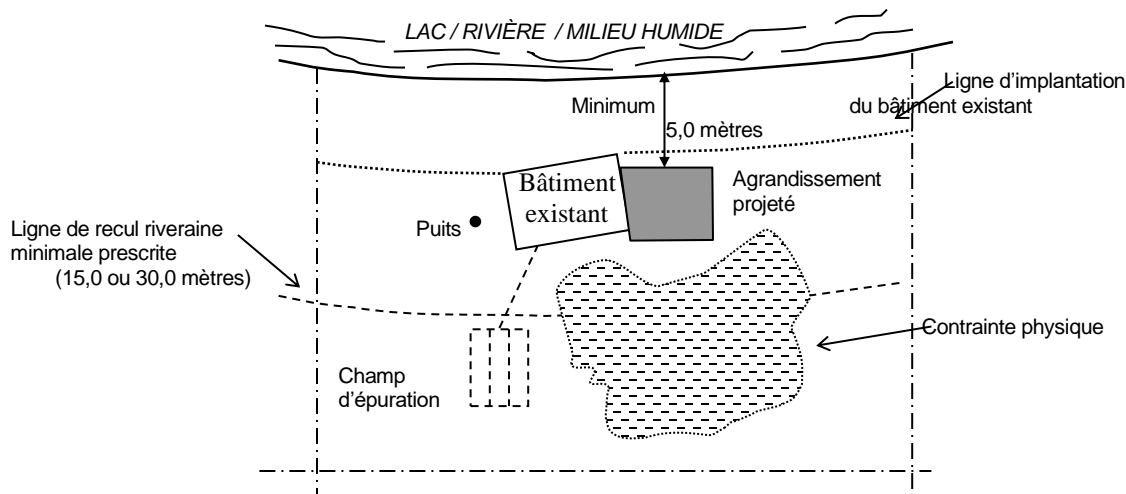 LAC / RIVIÈRE / MILIEU HUMIDE
Ligne d'implantation
du bâtiment existant
Minimum
5,0 mètres
Bâtiment
existant
Agrandissement
projeté
Puits
Ligne de recul riveraine
minimale prescrite
(15,0 ou 30,0 mètres)
Contrainte physique
Champ
d'épuration